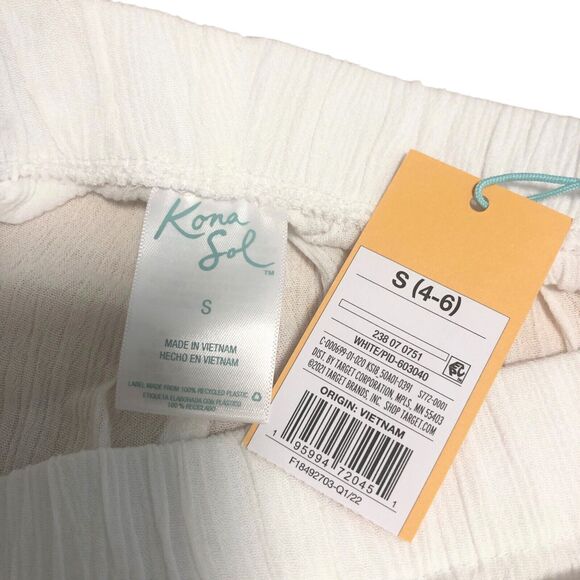 Kona
Sol
™
S
MADE IN VIETNAM
HECHO EN VIETNAM
LABEL MADE FROM 100% RECYCLED PLASTIC
ETIQUETA ELABORADA CON PLÁSTICO
100% RECICLADO
S (4-6)
238 07 0751
WHITE/PID-603040
C-000699-01-020 KS18 50A01-0391 S772-0001
DIST. BY TARGET CORPORATION, MPLS, MN 55403
©2021 TARGET BRANDS, INC. SHOP TARGET.COM
ORIGIN: VIETNAM
1 95994 72045 1
F18492703-Q1/22